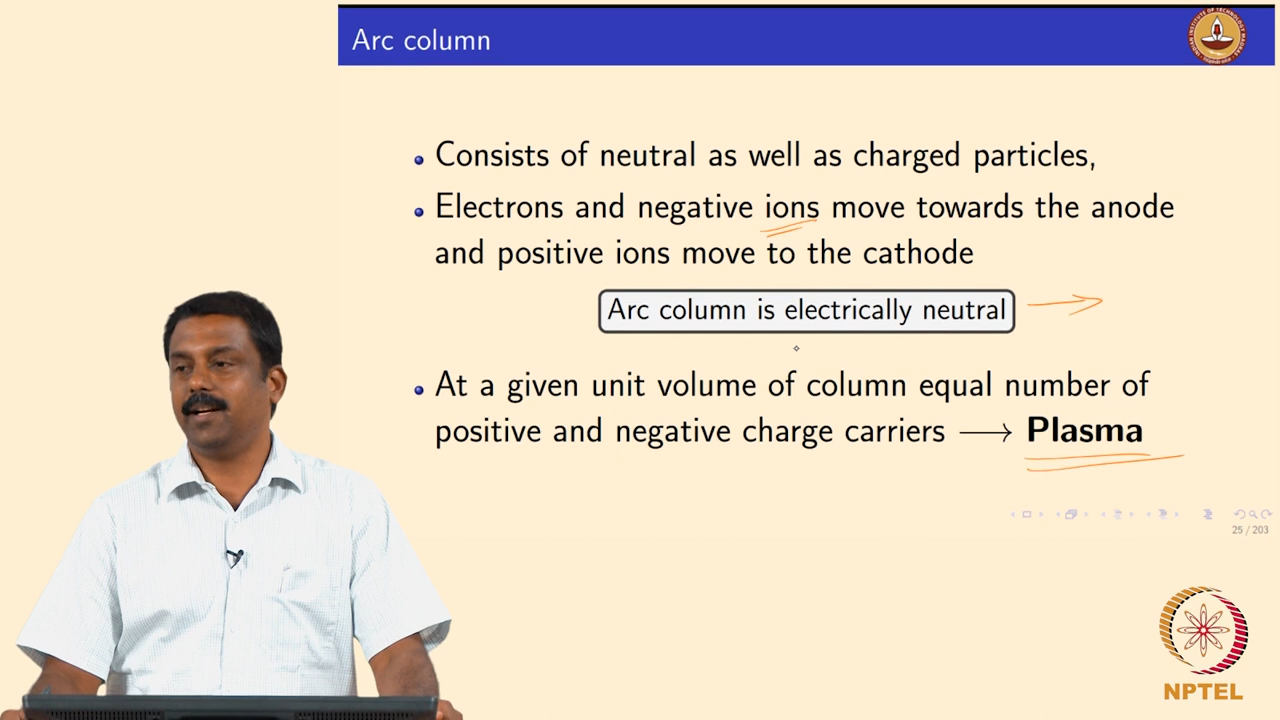 Arc column
Consists of neutral as well as charged particles,
Electrons and negative ions move towards the anode
and positive ions move to the cathode
Arc column is electrically neutral
At a given unit volume of column equal number of
positive and negative charge carriers → Plasma
25 / 203
NPTEL